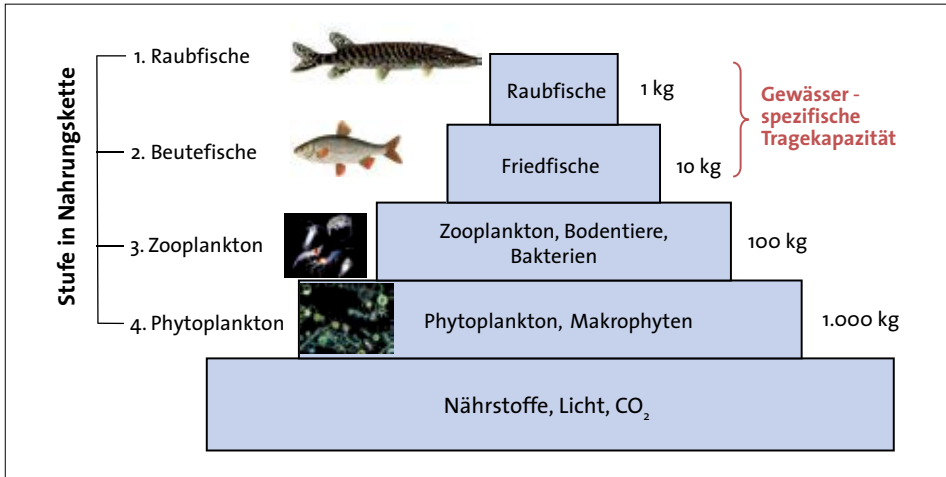 Stufe in Nahrungskette
1. Raubfische
2. Beutefische
3. Zooplankton
4. Phytoplankton
Raubfische
1 kg
Friedfische
10 kg
Zooplankton, Bodentiere,
Bakterien
100 kg
Phytoplankton, Makrophyten
1.000 kg
Nährstoffe, Licht, CO₂
Gewässer -
spezifische
Tragekapazität